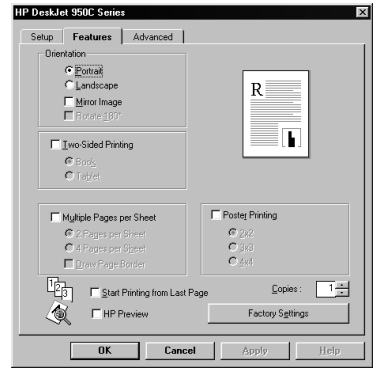 HP DeskJet 950C Series
Setup Features Advanced
Orientation
Portrait
Landscape
Mirror Image
Rotate 180°
R
Two-Sided Printing
Book
Tablet
Multiple Pages per Sheet
2 Pages per Sheet
4 Pages per Sheet
Draw Page Border
Poster Printing
2x2
3x3
4x4
1 2 3
Start Printing from Last Page
Copies: 1
HP Preview
Factory Settings
OK Cancel Apply Help